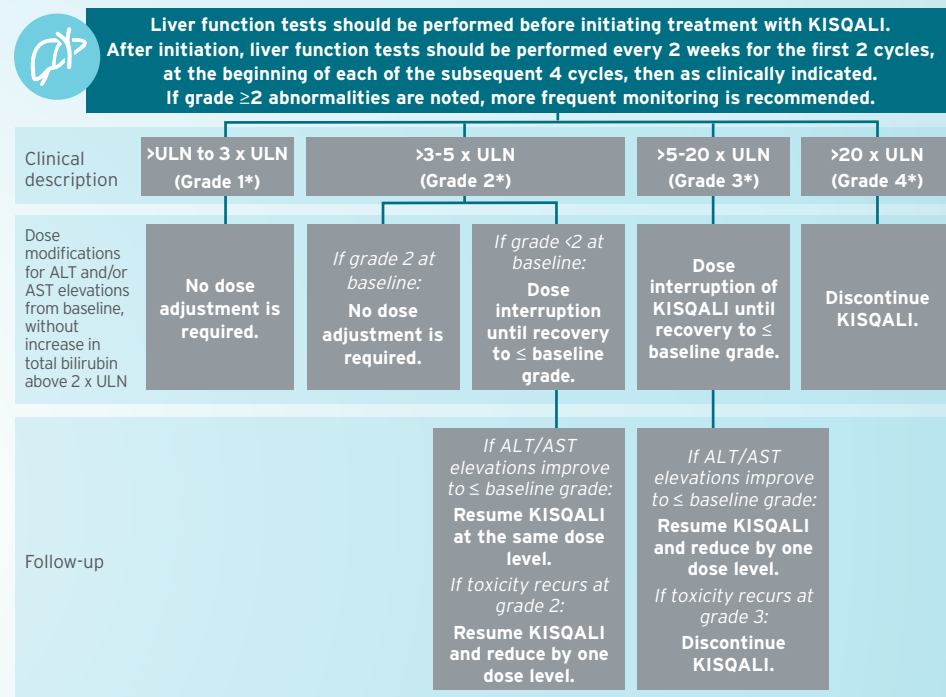 Liver function tests should be performed before initiating treatment with KISQALI.
After initiation, liver function tests should be performed every 2 weeks for the first 2 cycles,
at the beginning of each of the subsequent 4 cycles, then as clinically indicated.
If grade ≥2 abnormalities are noted, more frequent monitoring is recommended.
Clinical
description
>ULN to 3 x ULN
(Grade 1*)
>3-5 x ULN
(Grade 2*)
>5-20 x ULN
(Grade 3*)
>20 x ULN
(Grade 4*)
Dose
modifications
for ALT and/or
AST elevations
from baseline,
without
increase in
total bilirubin
above 2 x ULN
No dose
adjustment is
required.
If grade 2 at
baseline:
No dose
adjustment is
required.
If grade <2 at
baseline:
Dose
interruption
until recovery
to ≤ baseline
grade.
Dose
interruption of
KISQALI until
recovery to ≤
baseline grade.
Discontinue
KISQALI.
Follow-up
If ALT/AST
elevations improve
to ≤ baseline grade:
Resume KISQALI
at the same dose
level.
If toxicity recurs at
grade 2:
Resume KISQALI
and reduce by one
dose level.
If ALT/AST
elevations improve
to ≤ baseline grade:
Resume KISQALI
and reduce by one
dose level.
If toxicity recurs at
grade 3:
Discontinue
KISQALI.